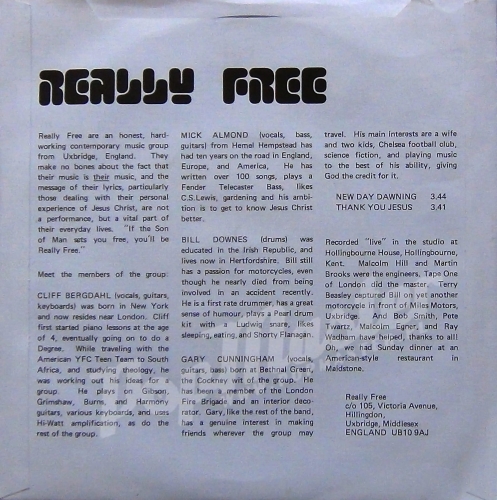 REALLY FREE
Really Free are an honest, hard-
working contemporary music group
from Uxbridge, England. They
make no bones about the fact that
their music is their music, and the
message of their lyrics, particularly
those dealing with their personal
experience of Jesus Christ, are not
a performance, but a vital part of
their everyday lives. "If the Son
of Man sets you free, you'll be
Really Free."
Meet the members of the group:
CLIFF BERGDAHL (vocals, guitars,
keyboards) was born in New York
and now resides near London. Cliff
first started piano lessons at the age
of 4, eventually going on to do a
Degree. While traveling with the
American YFC Teen Team to South
Africa, and studying theology, he
was working out his ideas for a
group. He plays on Gibson,
Grimshaw, Burns, and Harmony
guitars, various keyboards, and uses
Hi-Watt amplification, as do the
rest of the group.
MICK ALMOND (vocals, bass,
guitars) from Hemel Hempstead has
had ten years on the road in England,
Europe, and America. He has
written over 100 songs, plays a
Fender Telecaster Bass, likes
C.S.Lewis, gardening and his ambi-
tion is to get to know Jesus Christ
better.
BILL DOWNES (drums) was
educated in the Irish Republic, and
lives now in Hertfordshire. Bill still
has a passion for motorcycles, even
though he nearly died from being
involved in an accident recently.
He is a first rate drummer, has a great
sense of humour, plays a Pearl drum
kit with a Ludwig snare, likes
sleeping, eating, and Shorty Flanagan.
GARY CUNNINGHAM (vocals,
guitars, bass) born at Bethnal Green,
the Cockney wit of the group. He
has been a member of the London
Fire Brigade and an interior deco-
rator. Gary, like the rest of the band,
has a genuine interest in making
friends wherever the group may
travel. His main interests are a wife
and two kids, Chelsea football club,
science fiction, and playing music
to the best of his ability, giving
God the credit for it.
NEW DAY DAWNING 3.44
THANK YOU JESUS 3.41
Recorded "live" in the studio at
Hollingbourne House, Hollingbourne,
Kent. Malcolm Hill and Martin
Brooks were the engineers, Tape One
of London did the master. Terry
Beasley captured Bill on yet another
motorcycle in front of Miles Motors,
Uxbridge. And Bob Smith, Pete
Twartz, Malcolm Egner, and Ray
Wadham have helped, thanks to all!
Oh, we had Sunday dinner at an
American-style restaurant in
Maidstone.
Really Free
c/o 105, Victoria Avenue,
Hillingdon,
Uxbridge, Middlesex
ENGLAND UB10 9AJ